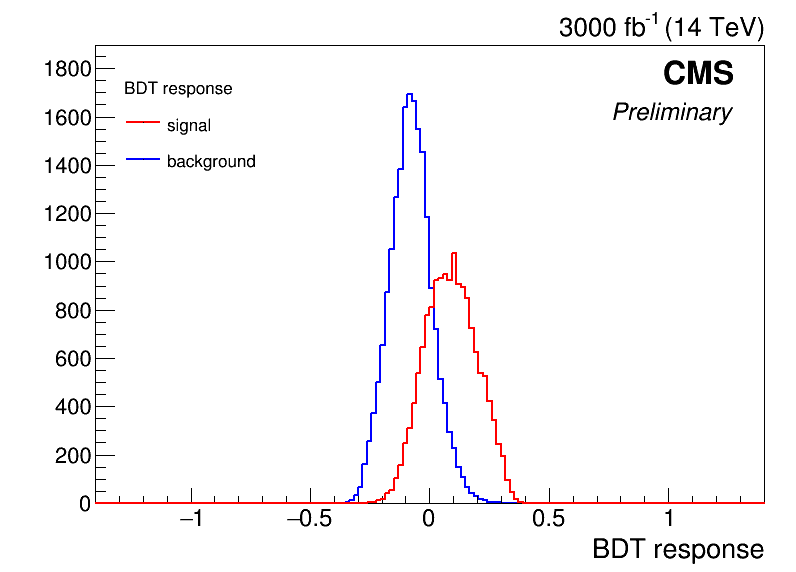 3000 fb⁻¹ (14 TeV)
CMS
Preliminary
BDT response
signal
background
1800
1600
1400
1200
1000
800
600
400
200
0
−1 −0.5 0 0.5 1
BDT response